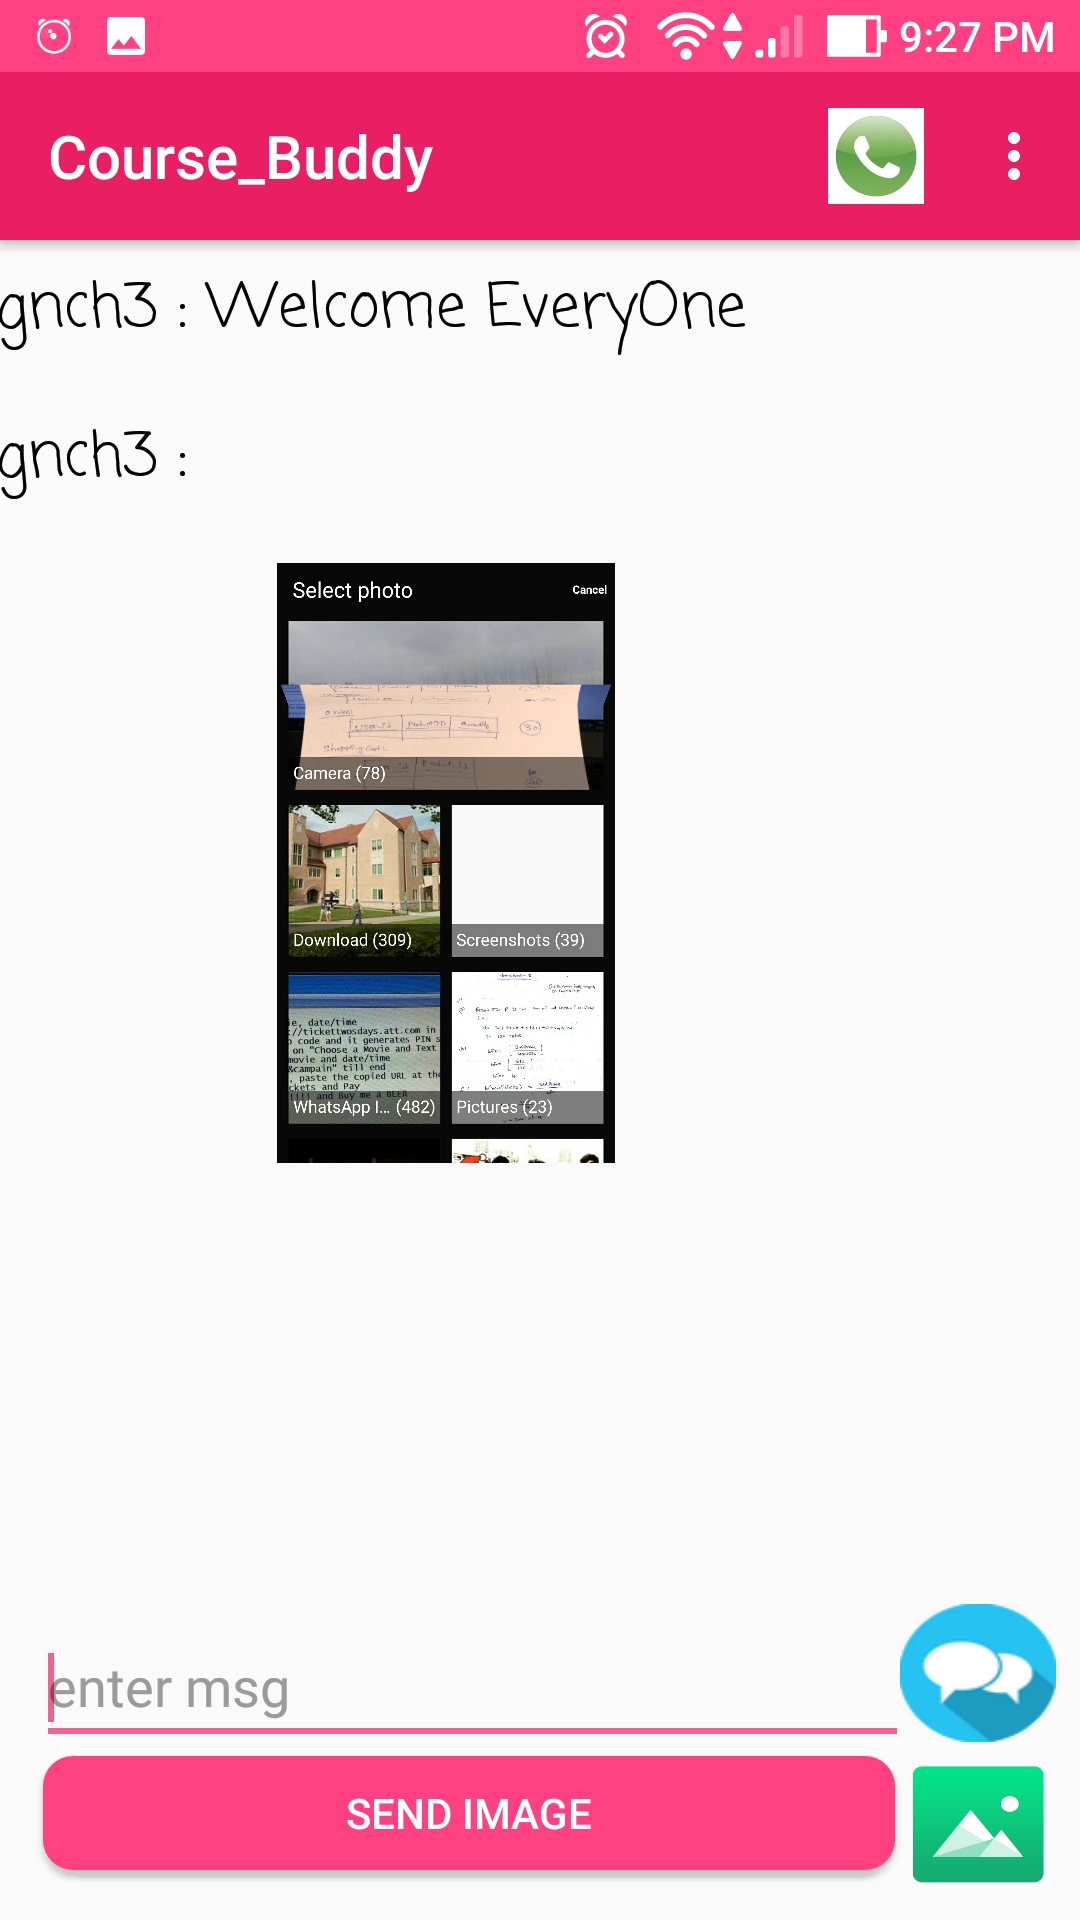 9:27 PM
Course_Buddy
gnch3 : Welcome EveryOne
gnch3 :
Select photo
Cancel
Camera (78)
Download (309)
Screenshots (39)
ie, date/time
://tickettwosdays.att.com in
code and it generates PIN s
on "Choose a Movie and Text
movie and date/time
&campain" till end
, paste the copied URL at the
ckets and Pay
!!!! and Buy me a BEER
WhatsApp I... (482)
Pictures (23)
enter msg
SEND IMAGE